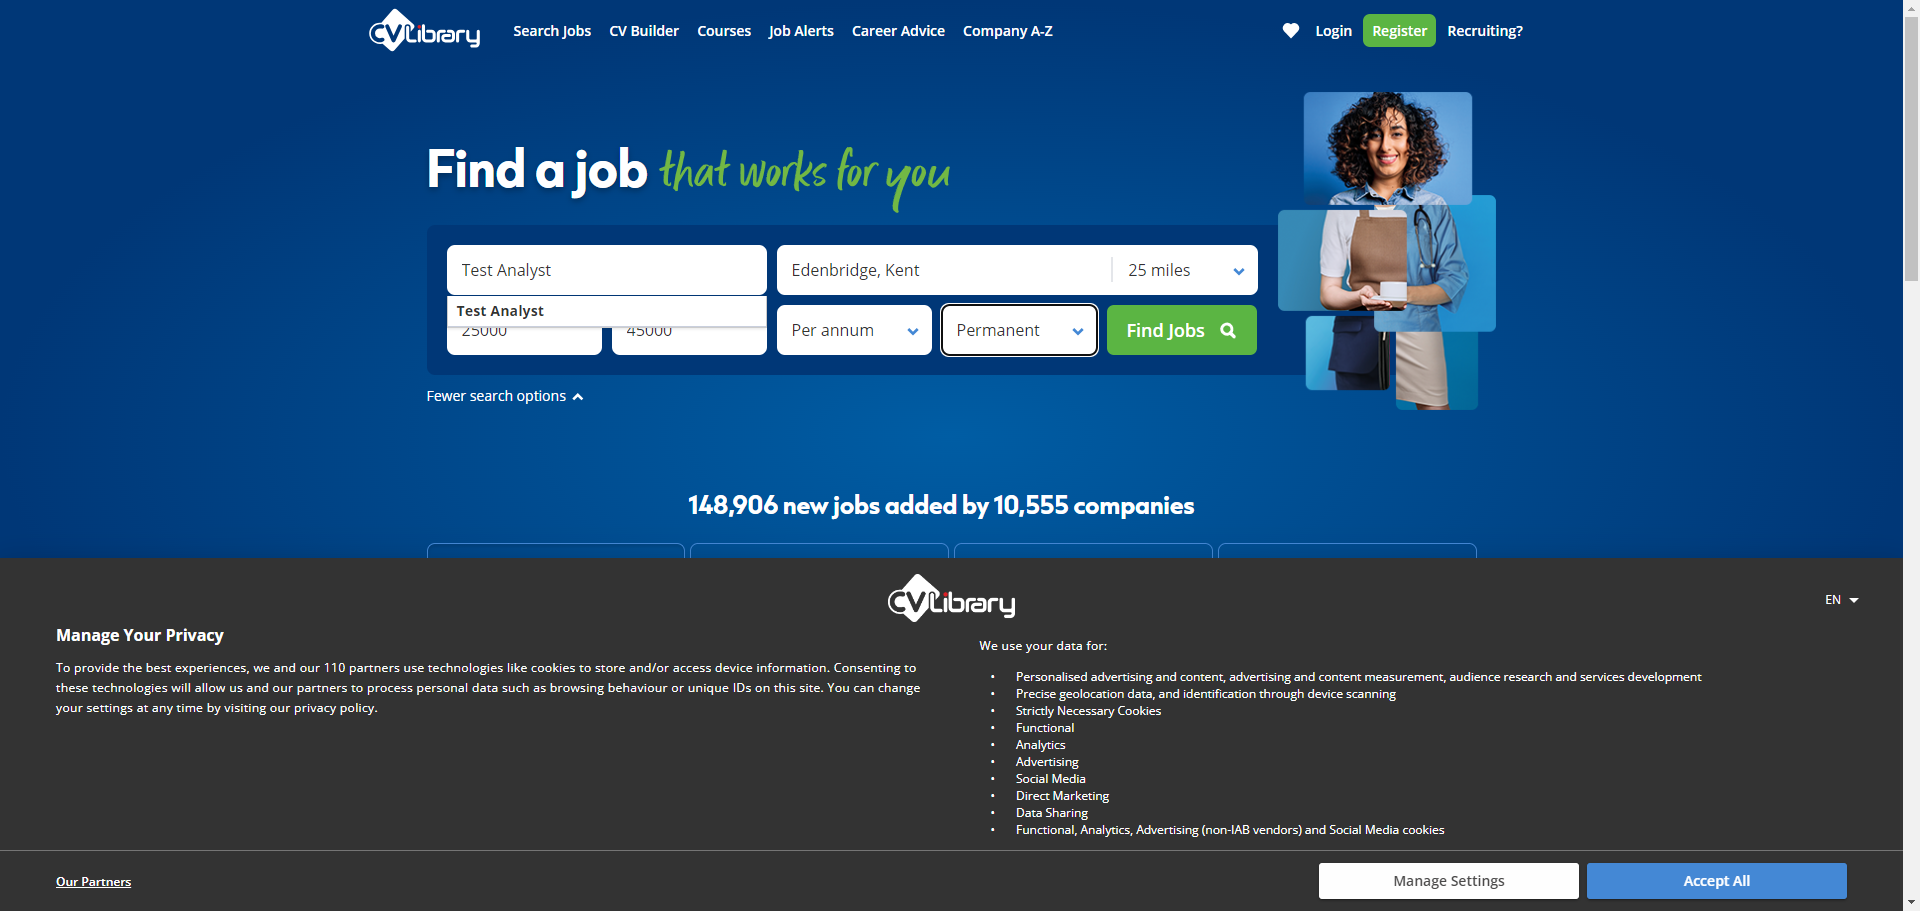 CVLibrary
Search Jobs
CV Builder
Courses
Job Alerts
Career Advice
Company A-Z
Login
Register
Recruiting?
Find a job that works for you
Test Analyst
Edenbridge, Kent
25 miles
Test Analyst
25000
45000
Per annum
Permanent
Find Jobs
Fewer search options
148,906 new jobs added by 10,555 companies
CVLibrary
EN
Manage Your Privacy
To provide the best experiences, we and our 110 partners use technologies like cookies to store and/or access device information. Consenting to
these technologies will allow us and our partners to process personal data such as browsing behaviour or unique IDs on this site. You can change
your settings at any time by visiting our privacy policy.
We use your data for:
• Personalised advertising and content, advertising and content measurement, audience research and services development
• Precise geolocation data, and identification through device scanning
• Strictly Necessary Cookies
• Functional
• Analytics
• Advertising
• Social Media
• Direct Marketing
• Data Sharing
• Functional, Analytics, Advertising (non-IAB vendors) and Social Media cookies
Our Partners
Manage Settings
Accept All